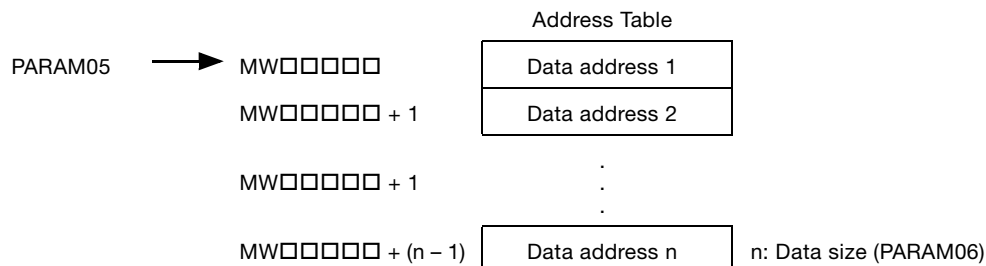 Address Table
PARAM05 MW□□□□□ Data address 1
MW□□□□□ + 1 Data address 2
.
MW□□□□□ + 1 .
.
MW□□□□□ + (n – 1) Data address n n: Data size (PARAM06)